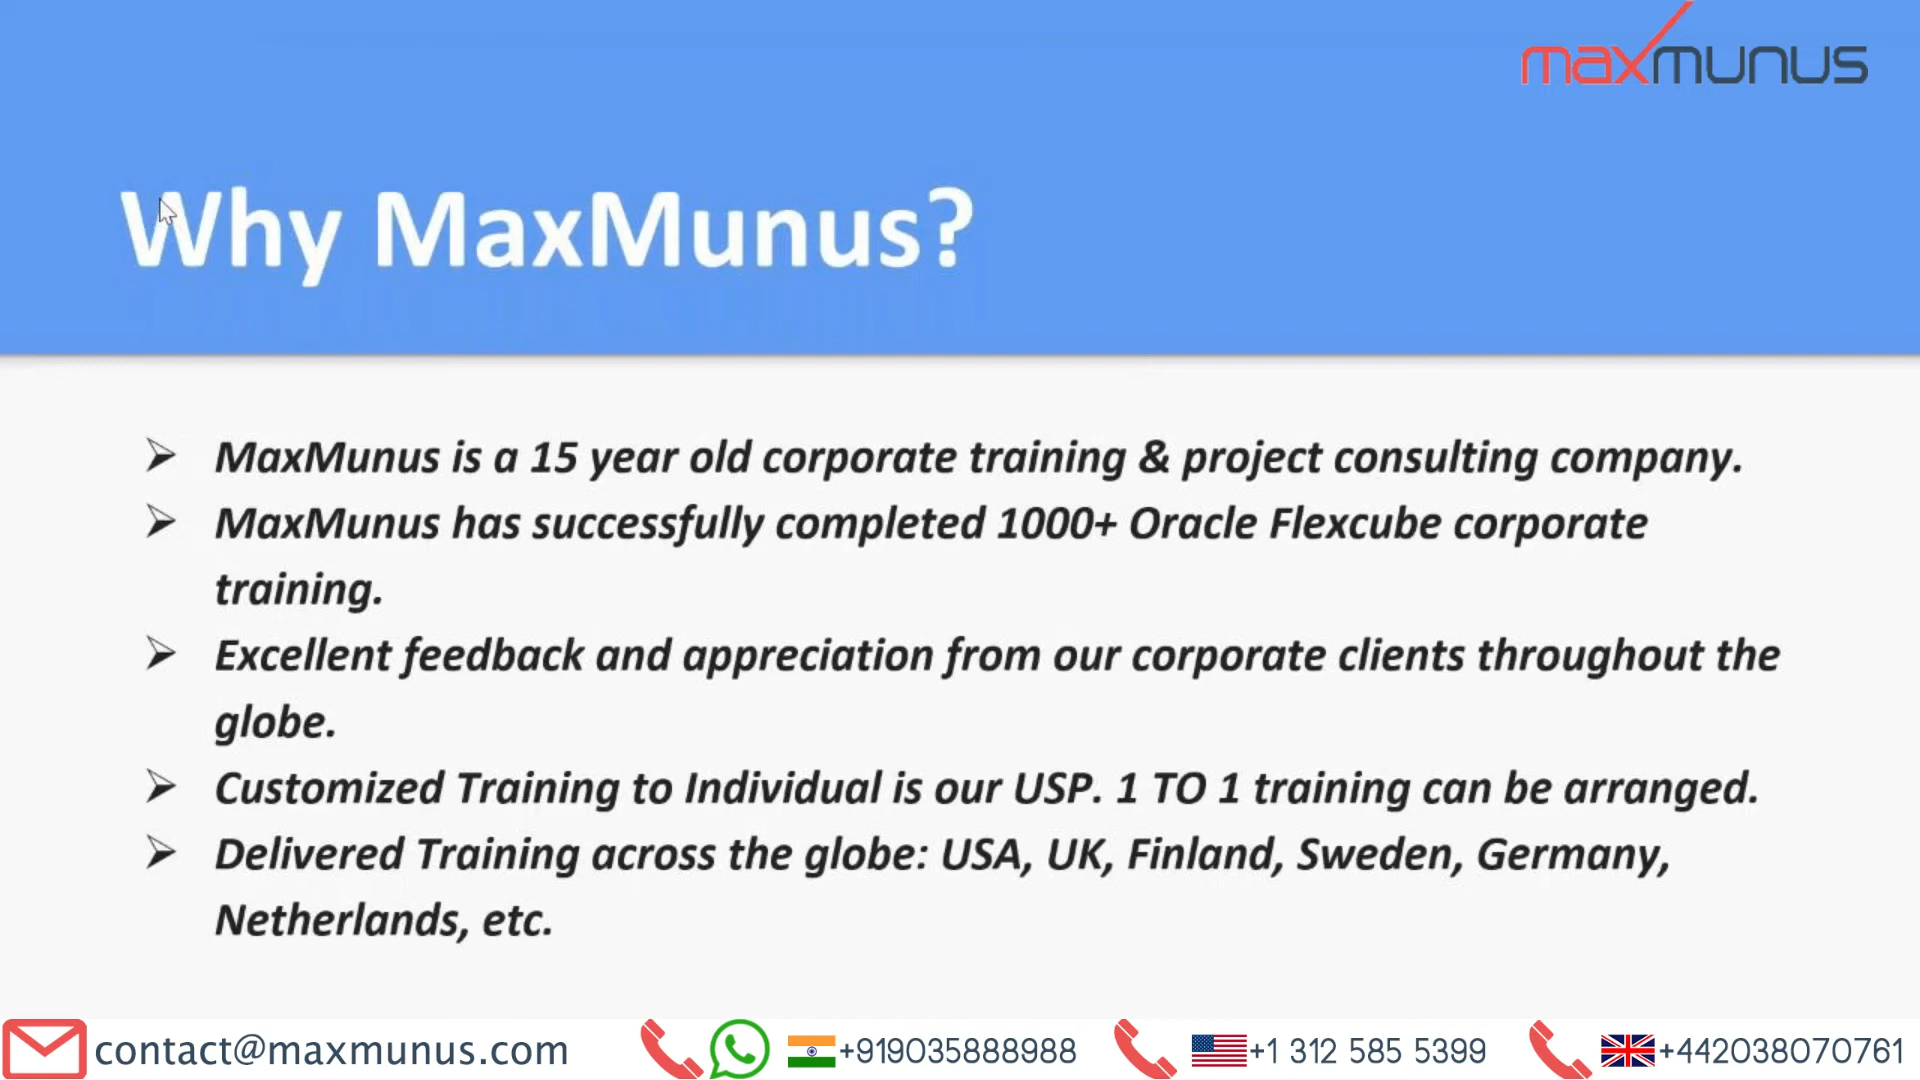 maxmunus
Why MaxMunus?
MaxMunus is a 15 year old corporate training & project consulting company.
MaxMunus has successfully completed 1000+ Oracle Flexcube corporate
training.
Excellent feedback and appreciation from our corporate clients throughout the
globe.
Customized Training to Individual is our USP. 1 TO 1 training can be arranged.
Delivered Training across the globe: USA, UK, Finland, Sweden, Germany,
Netherlands, etc.
contact@maxmunus.com +919035888988 +1 312 585 5399 +442038070761